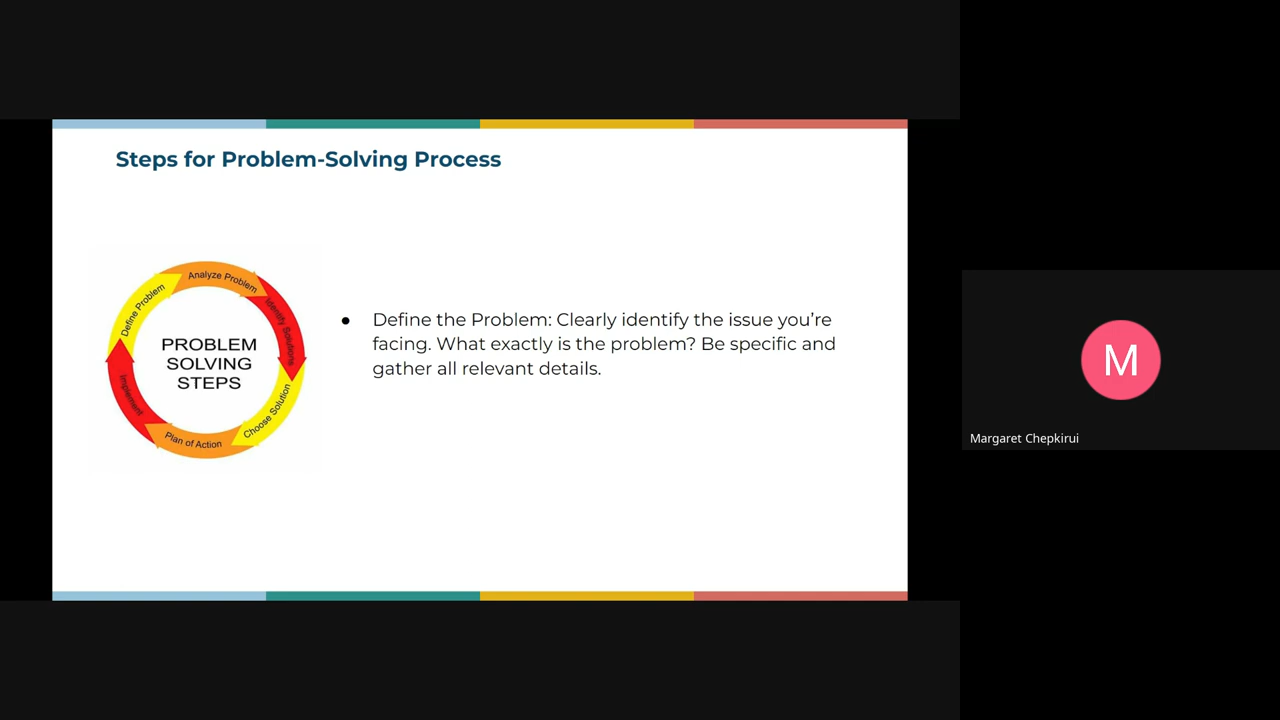 Steps for Problem-Solving Process
Analyze Problem
Identify Solutions
Choose Solution
Plan of Action
Implement
Define Problem
PROBLEM
SOLVING
STEPS
● Define the Problem: Clearly identify the issue you’re
facing. What exactly is the problem? Be specific and
gather all relevant details.
M
Margaret Chepkirui